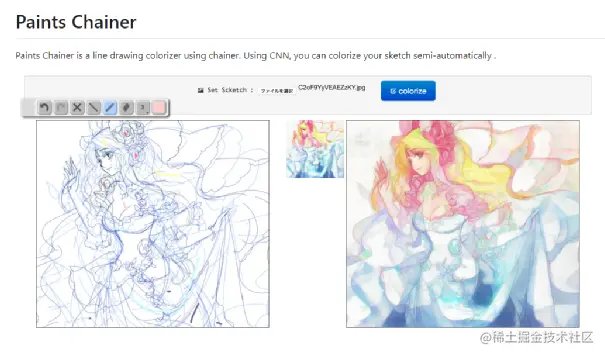 Paints Chainer
Paints Chainer is a line drawing colorizer using chainer. Using CNN, you can colorize your sketch semi-automatically .
Set Scketch : ファイルを選択 C2oF9YyVEAEZzKY.jpg colorize
3
@稀土掘金技术社区